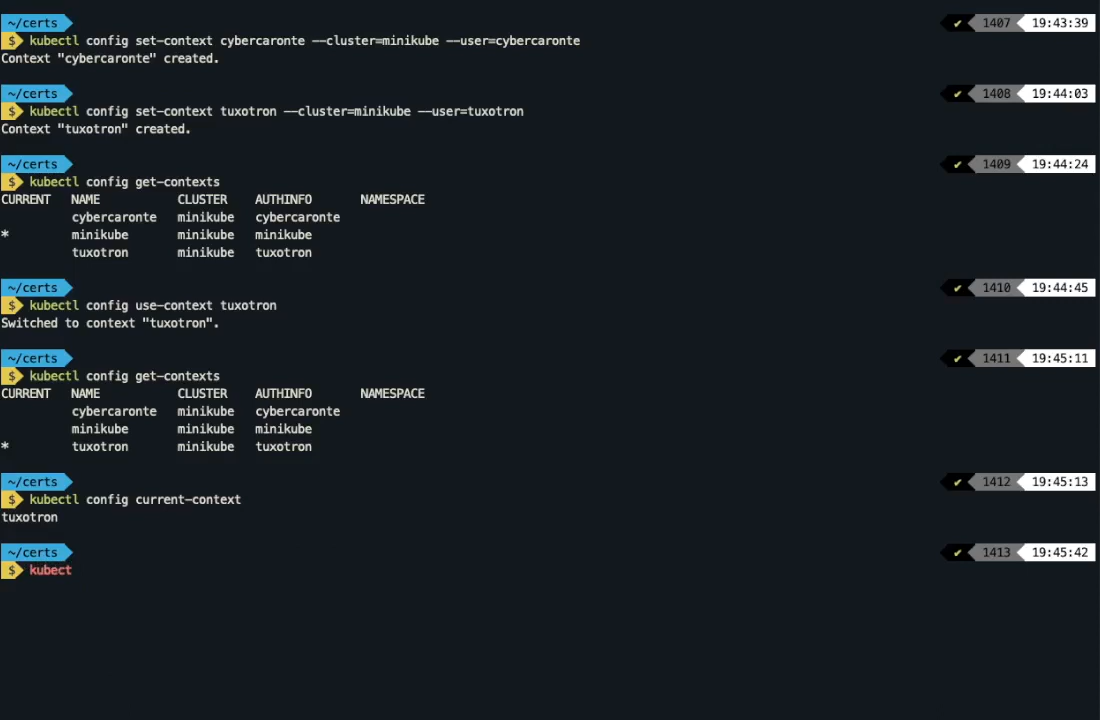 ~/certs ✔ 1407 19:43:39
$ kubectl config set-context cybercaronte --cluster=minikube --user=cybercaronte
Context "cybercaronte" created.
~/certs ✔ 1408 19:44:03
$ kubectl config set-context tuxotron --cluster=minikube --user=tuxotron
Context "tuxotron" created.
~/certs ✔ 1409 19:44:24
$ kubectl config get-contexts
CURRENT NAME CLUSTER AUTHINFO NAMESPACE
cybercaronte minikube cybercaronte
* minikube minikube minikube
tuxotron minikube tuxotron
~/certs ✔ 1410 19:44:45
$ kubectl config use-context tuxotron
Switched to context "tuxotron".
~/certs ✔ 1411 19:45:11
$ kubectl config get-contexts
CURRENT NAME CLUSTER AUTHINFO NAMESPACE
cybercaronte minikube cybercaronte
minikube minikube minikube
* tuxotron minikube tuxotron
~/certs ✔ 1412 19:45:13
$ kubectl config current-context
tuxotron
~/certs ✔ 1413 19:45:42
$ kubect